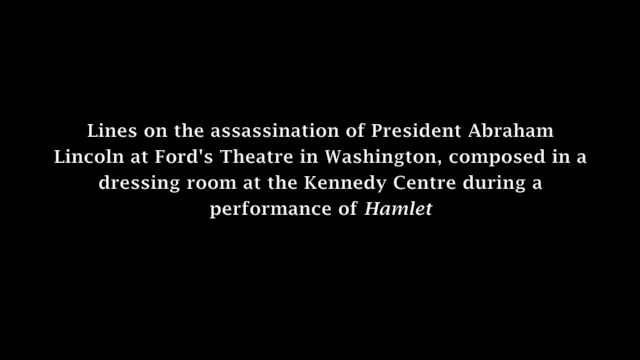 Lines on the assassination of President Abraham
Lincoln at Ford's Theatre in Washington, composed in a
dressing room at the Kennedy Centre during a
performance of Hamlet